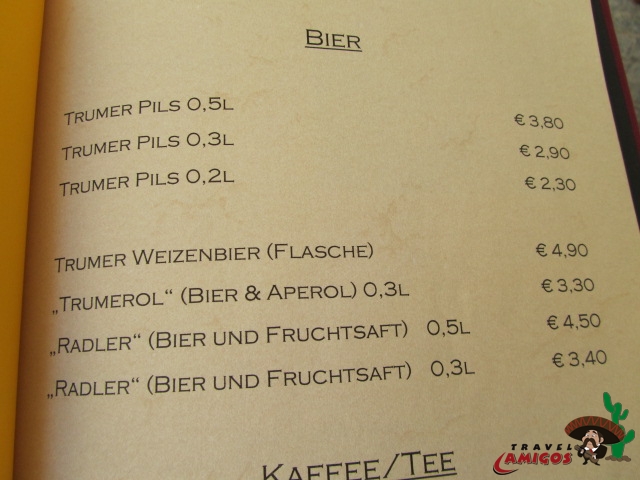 BIER
TRUMER PILS 0,5L € 3,80
TRUMER PILS 0,3L € 2,90
TRUMER PILS 0,2L € 2,30
TRUMER WEIZENBIER (FLASCHE) € 4,90
„TRUMEROL“ (BIER & APEROL) 0,3L € 3,30
„RADLER“ (BIER UND FRUCHTSAFT) 0,5L € 4,50
„RADLER“ (BIER UND FRUCHTSAFT) 0,3L € 3,40
KAFFEE/TEE
TRAVEL
CAMIGOS